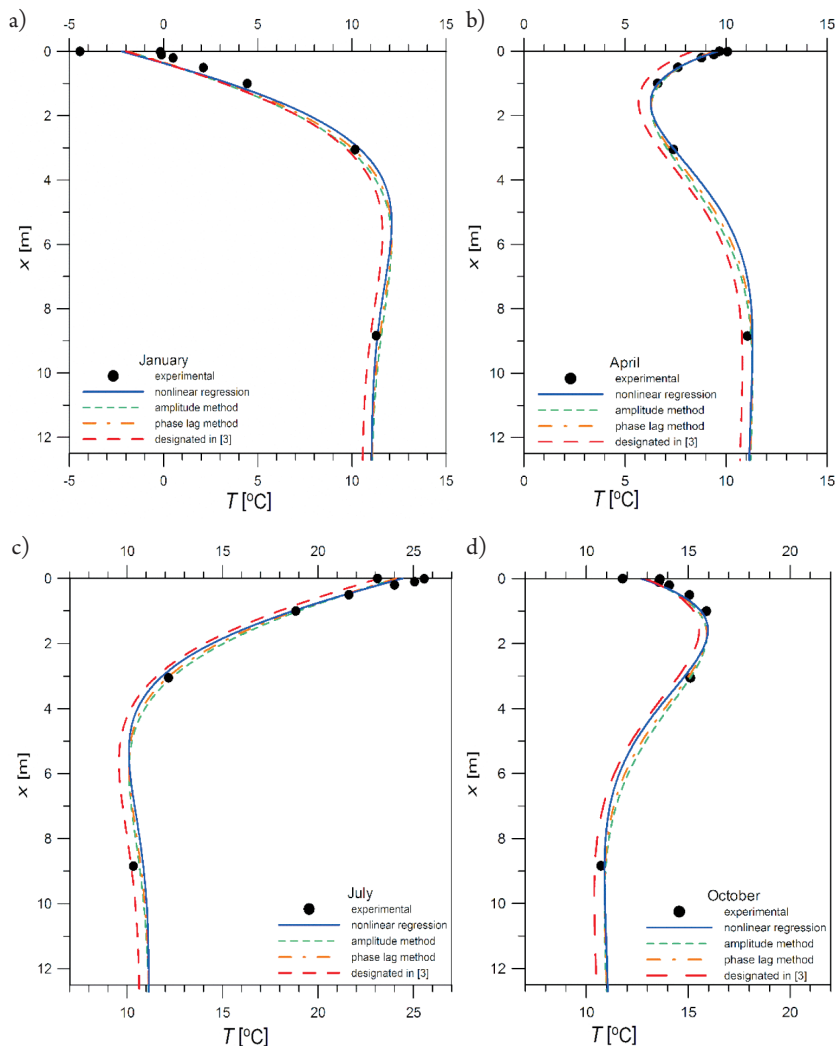 a)
-5 0 5 10 15
0
2
4
6
8
10
12
x [m]
January
experimental
nonlinear regression
amplitude method
phase lag method
designated in [3]
-5 0 5 10 15
T [°C]
b)
0 5 10 15
0
2
4
6
8
10
12
x [m]
April
experimental
nonlinear regression
amplitude method
phase lag method
designated in [3]
0 5 10 15
T [°C]
c)
10 15 20 25
0
2
4
6
8
10
12
x [m]
July
experimental
nonlinear regression
amplitude method
phase lag method
designated in [3]
10 15 20 25
T [°C]
d)
10 15 20
0
2
4
6
8
10
12
x [m]
October
experimental
nonlinear regression
amplitude method
phase lag method
designated in [3]
10 15 20
T [°C]